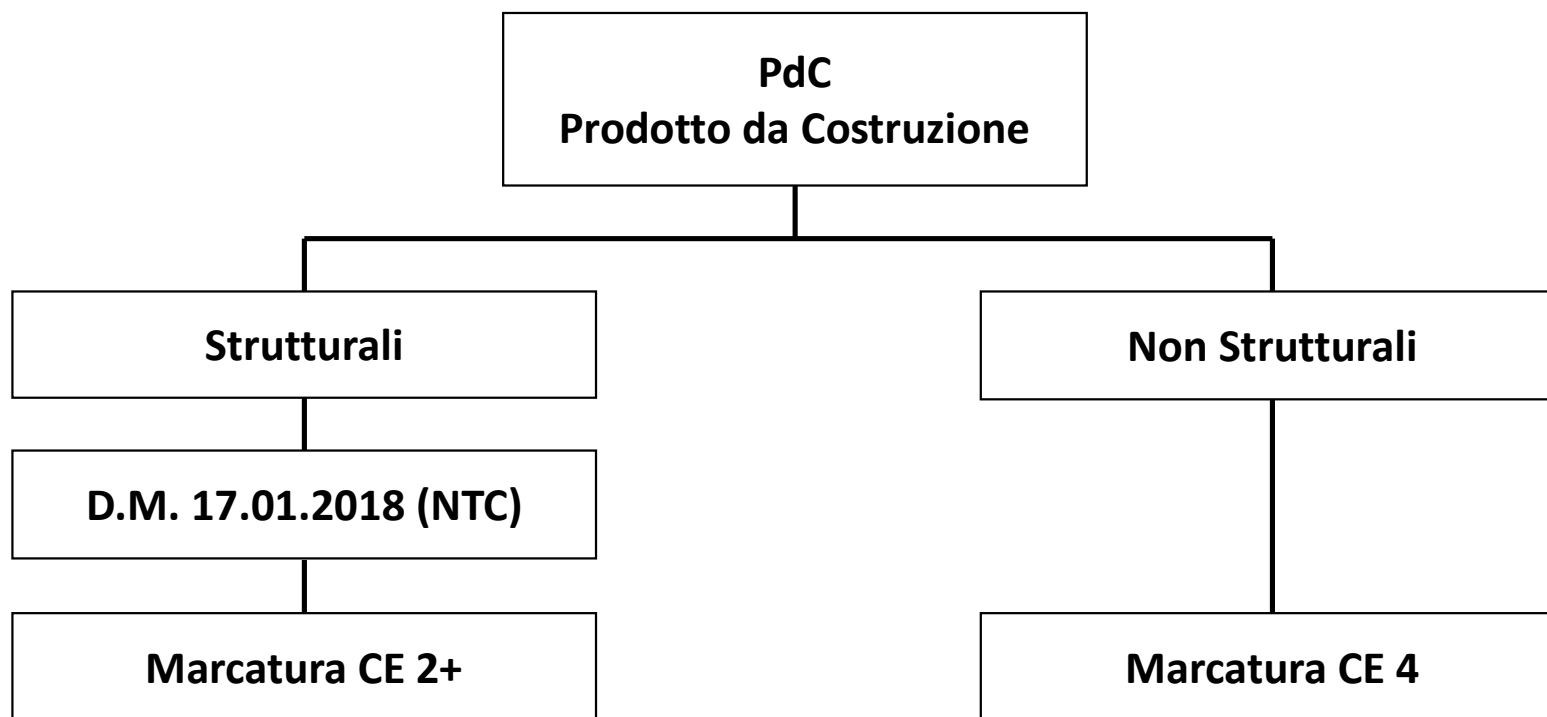 PdC
Prodotto da Costruzione
Strutturali
Non Strutturali
D.M. 17.01.2018 (NTC)
Marcatura CE 2+
Marcatura CE 4